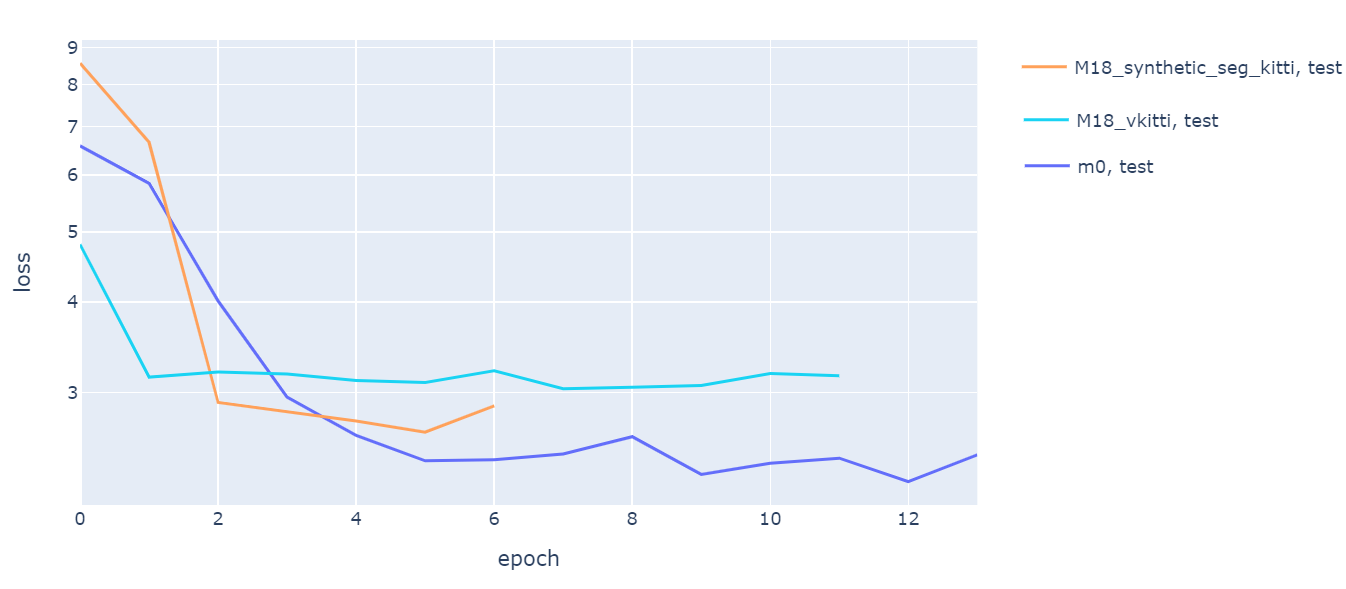 9
8
7
6
5
4
3
loss
0 2 4 6 8 10 12
epoch
M18_synthetic_seg_kitti, test
M18_vkitti, test
m0, test